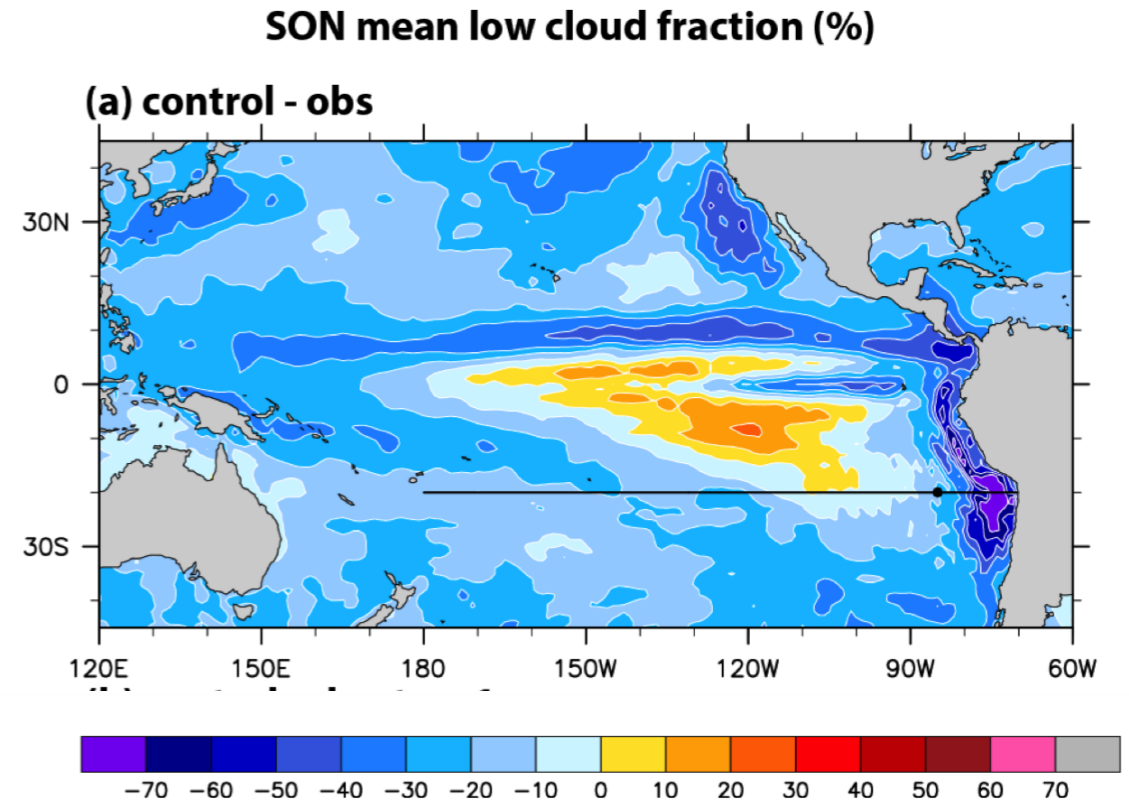 SON mean low cloud fraction (%)
(a) control - obs
30N
0
30S
120E 150E 180 150W 120W 90W 60W
−70 −60 −50 −40 −30 −20 −10 0 10 20 30 40 50 60 70